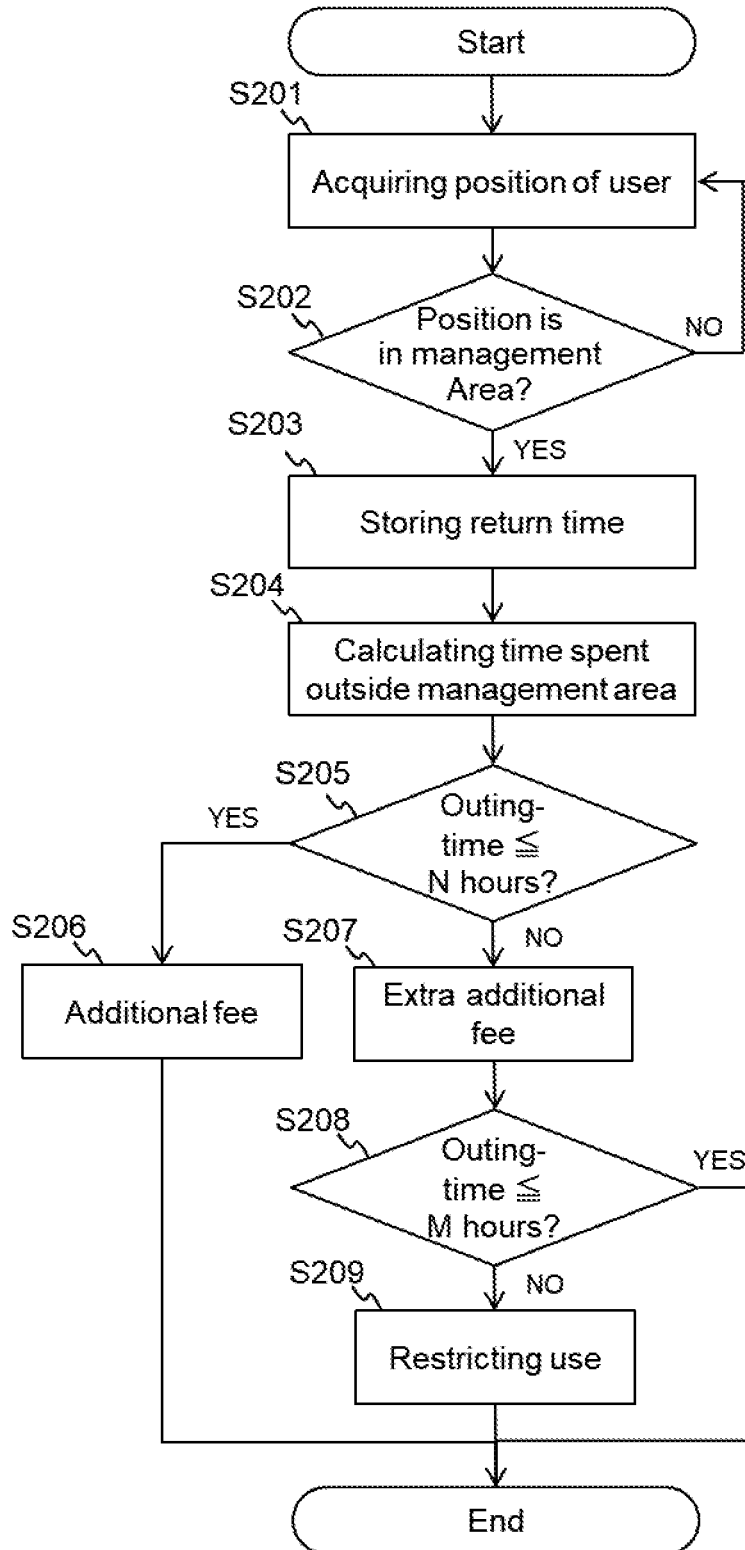 Start
S201
Acquiring position of user
S202
Position is
in management
Area?
NO
S203
YES
Storing return time
S204
Calculating time spent
outside management area
S205
YES
Outing-
time ≦
N hours?
S206
S207
NO
Additional fee
Extra additional
fee
S208
Outing-
time ≦
M hours?
YES
S209
NO
Restricting use
End